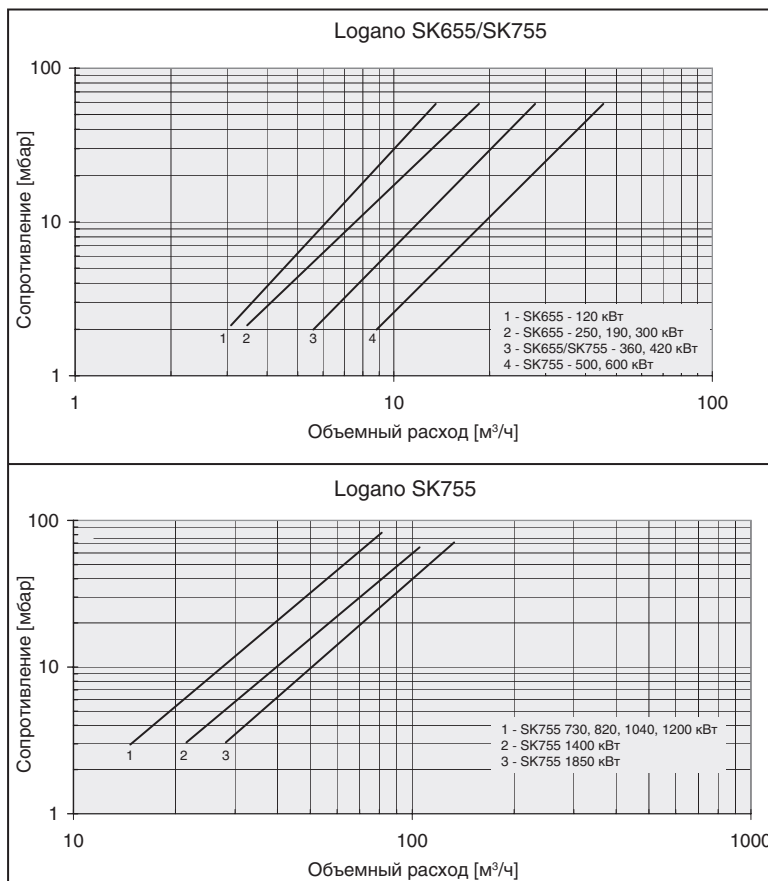 Logano SK655/SK755
100
10
1
Сопротивление [мбар]
1
2
3
4
1 - SK655 - 120 кВт
2 - SK655 - 250, 190, 300 кВт
3 - SK655/SK755 - 360, 420 кВт
4 - SK755 - 500, 600 кВт
1
10
100
Объемный расход [м³/ч]
Logano SK755
100
10
1
Сопротивление [мбар]
1
2
3
1 - SK755 730, 820, 1040, 1200 кВт
2 - SK755 1400 кВт
3 - SK755 1850 кВт
10
100
1000
Объемный расход [м³/ч]